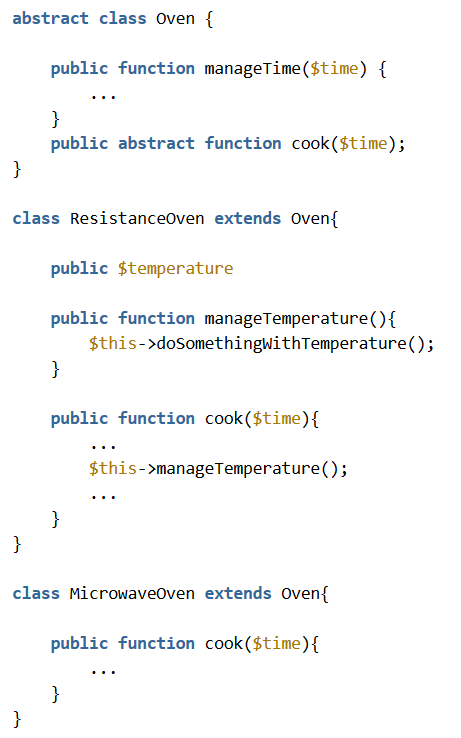 abstract class Oven {
public function manageTime($time) {
...
}
public abstract function cook($time);
}
class ResistanceOven extends Oven{
public $temperature
public function manageTemperature(){
$this->doSomethingWithTemperature();
}
public function cook($time){
...
$this->manageTemperature();
...
}
}
class MicrowaveOven extends Oven{
public function cook($time){
...
}
}